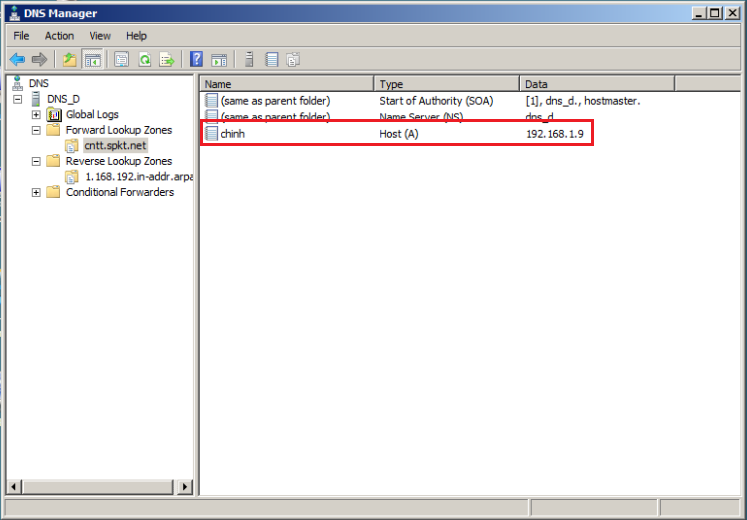 DNS Manager
File Action View Help
DNS
DNS_D
Global Logs
Forward Lookup Zones
cntt.spkt.net
Reverse Lookup Zones
1.168.192.in-addr.arpa
Conditional Forwarders
Name Type Data
(same as parent folder) Start of Authority (SOA) [1], dns_d., hostmaster.
(same as parent folder) Name Server (NS) dns_d.
chinh Host (A) 192.168.1.9